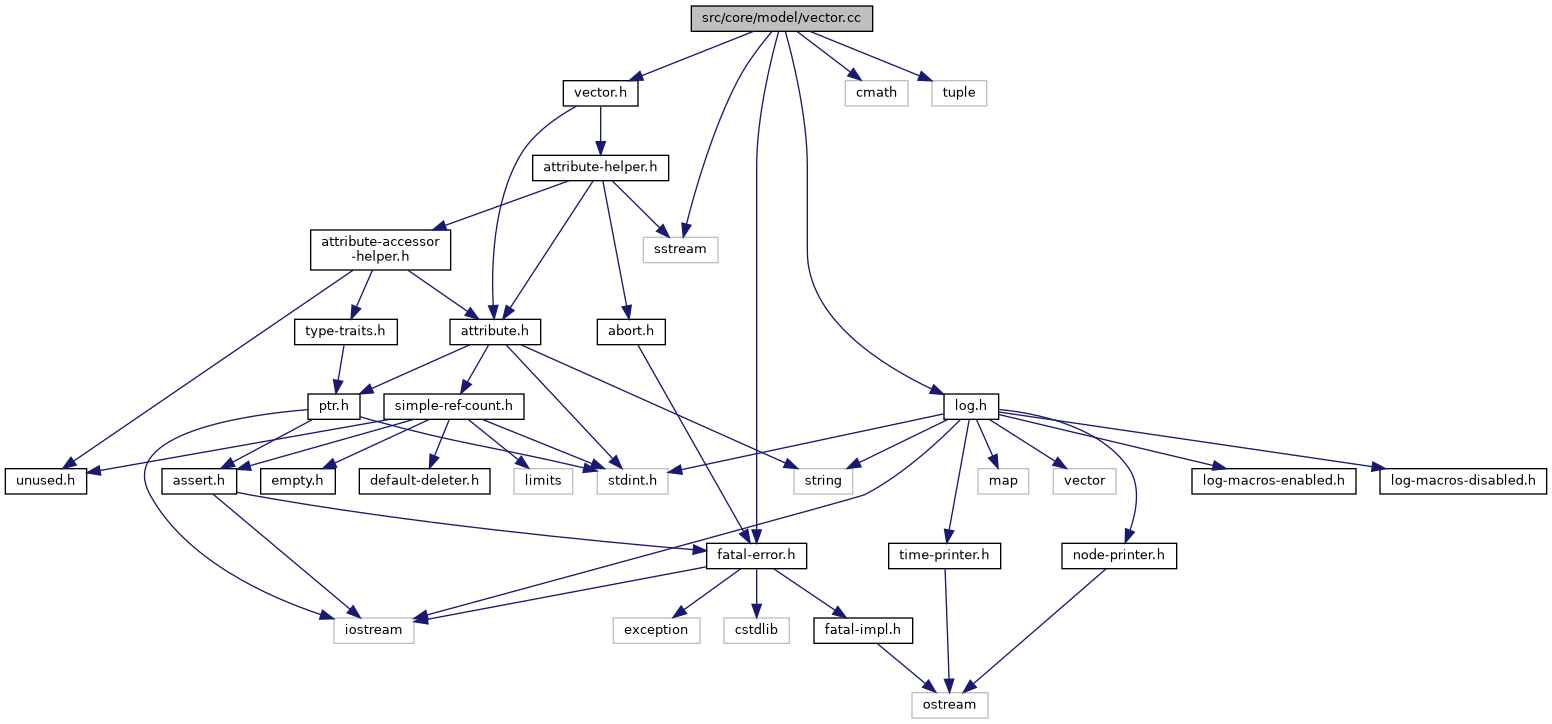 src/core/model/vector.cc
vector.h
cmath
tuple
attribute-helper.h
attribute-accessor
-helper.h
sstream
type-traits.h
attribute.h
abort.h
ptr.h
simple-ref-count.h
log.h
unused.h
assert.h
empty.h
default-deleter.h
limits
stdint.h
string
map
vector
log-macros-enabled.h
log-macros-disabled.h
fatal-error.h
time-printer.h
node-printer.h
iostream
exception
cstdlib
fatal-impl.h
ostream